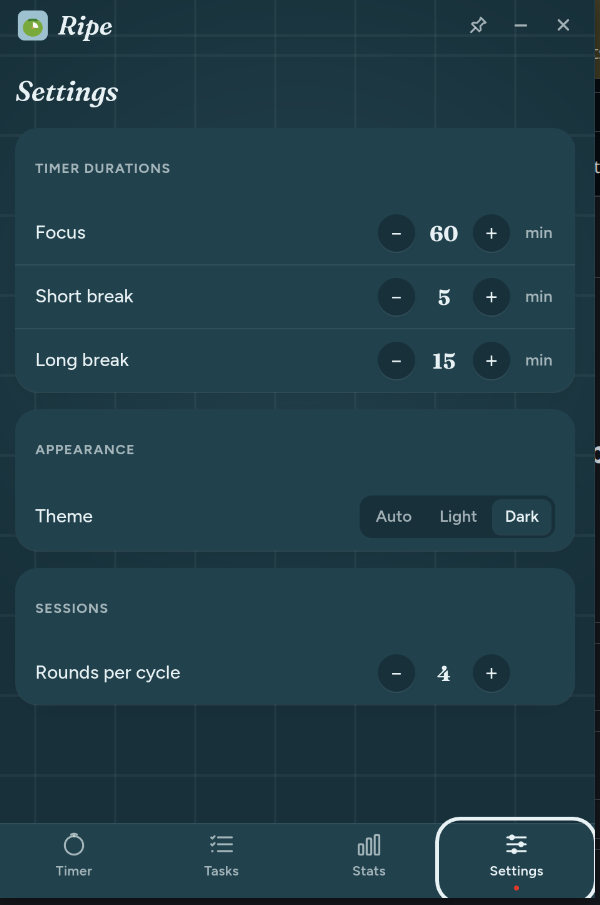 Ripe
Settings
TIMER DURATIONS
Focus − 60 + min
Short break − 5 + min
Long break − 15 + min
APPEARANCE
Theme Auto Light Dark
SESSIONS
Rounds per cycle − 4 +
Timer Tasks Stats Settings